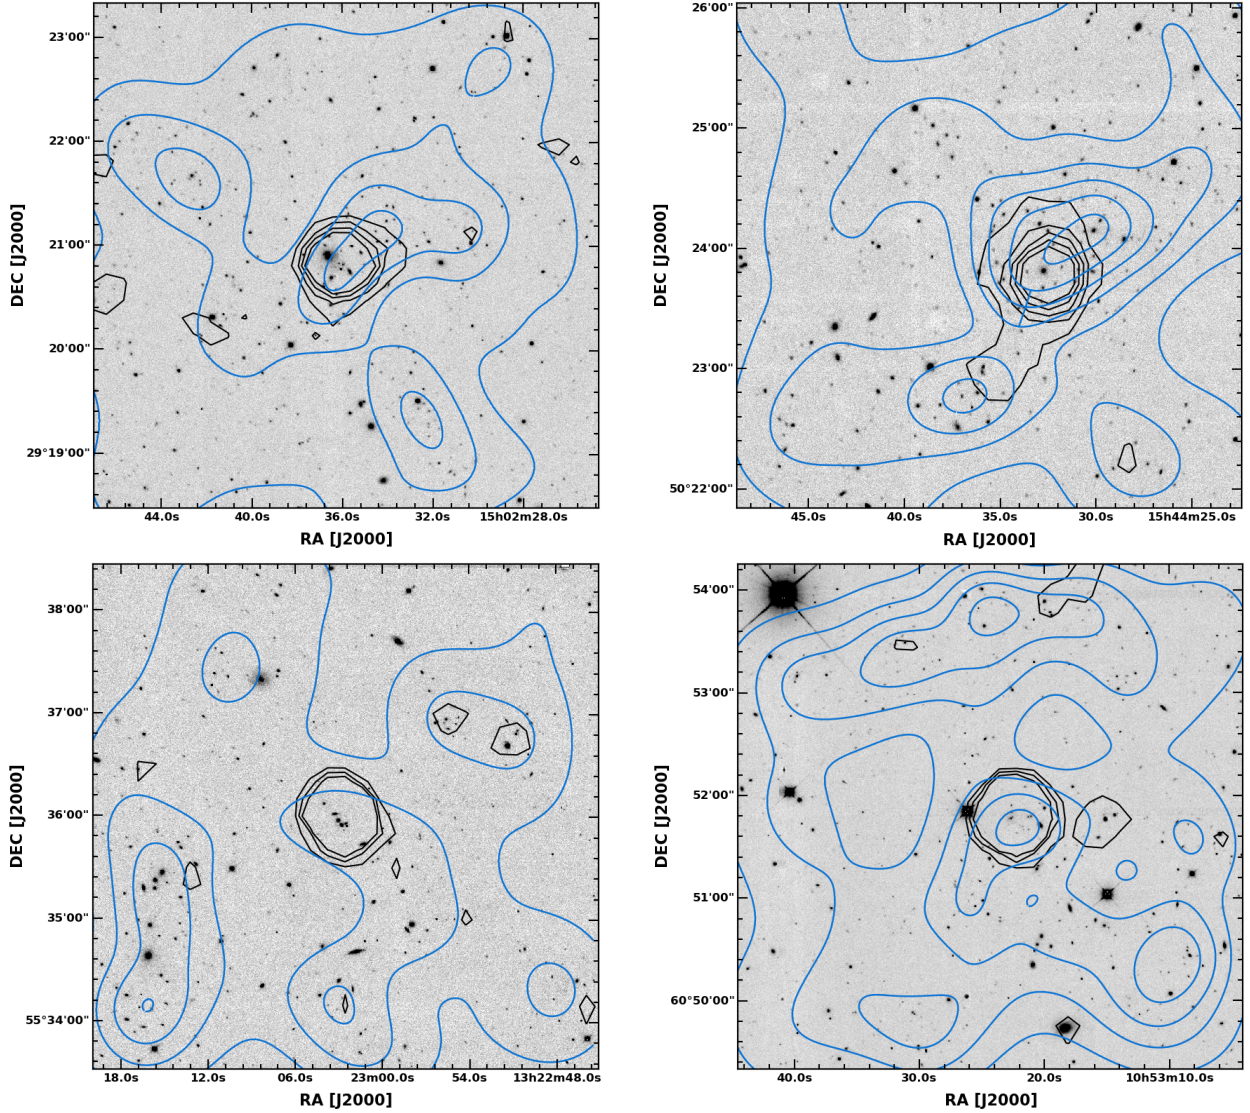 23'00"
22'00"
21'00"
20'00"
29°19'00"
DEC [J2000]
44.0s 40.0s 36.0s 32.0s 15h02m28.0s
RA [J2000]
26'00"
25'00"
24'00"
23'00"
50°22'00"
DEC [J2000]
45.0s 40.0s 35.0s 30.0s 15h44m25.0s
RA [J2000]
38'00"
37'00"
36'00"
35'00"
55°34'00"
DEC [J2000]
18.0s 12.0s 06.0s 23m00.0s 54.0s 13h22m48.0s
RA [J2000]
54'00"
53'00"
52'00"
51'00"
60°50'00"
DEC [J2000]
40.0s 30.0s 20.0s 10h53m10.0s
RA [J2000]